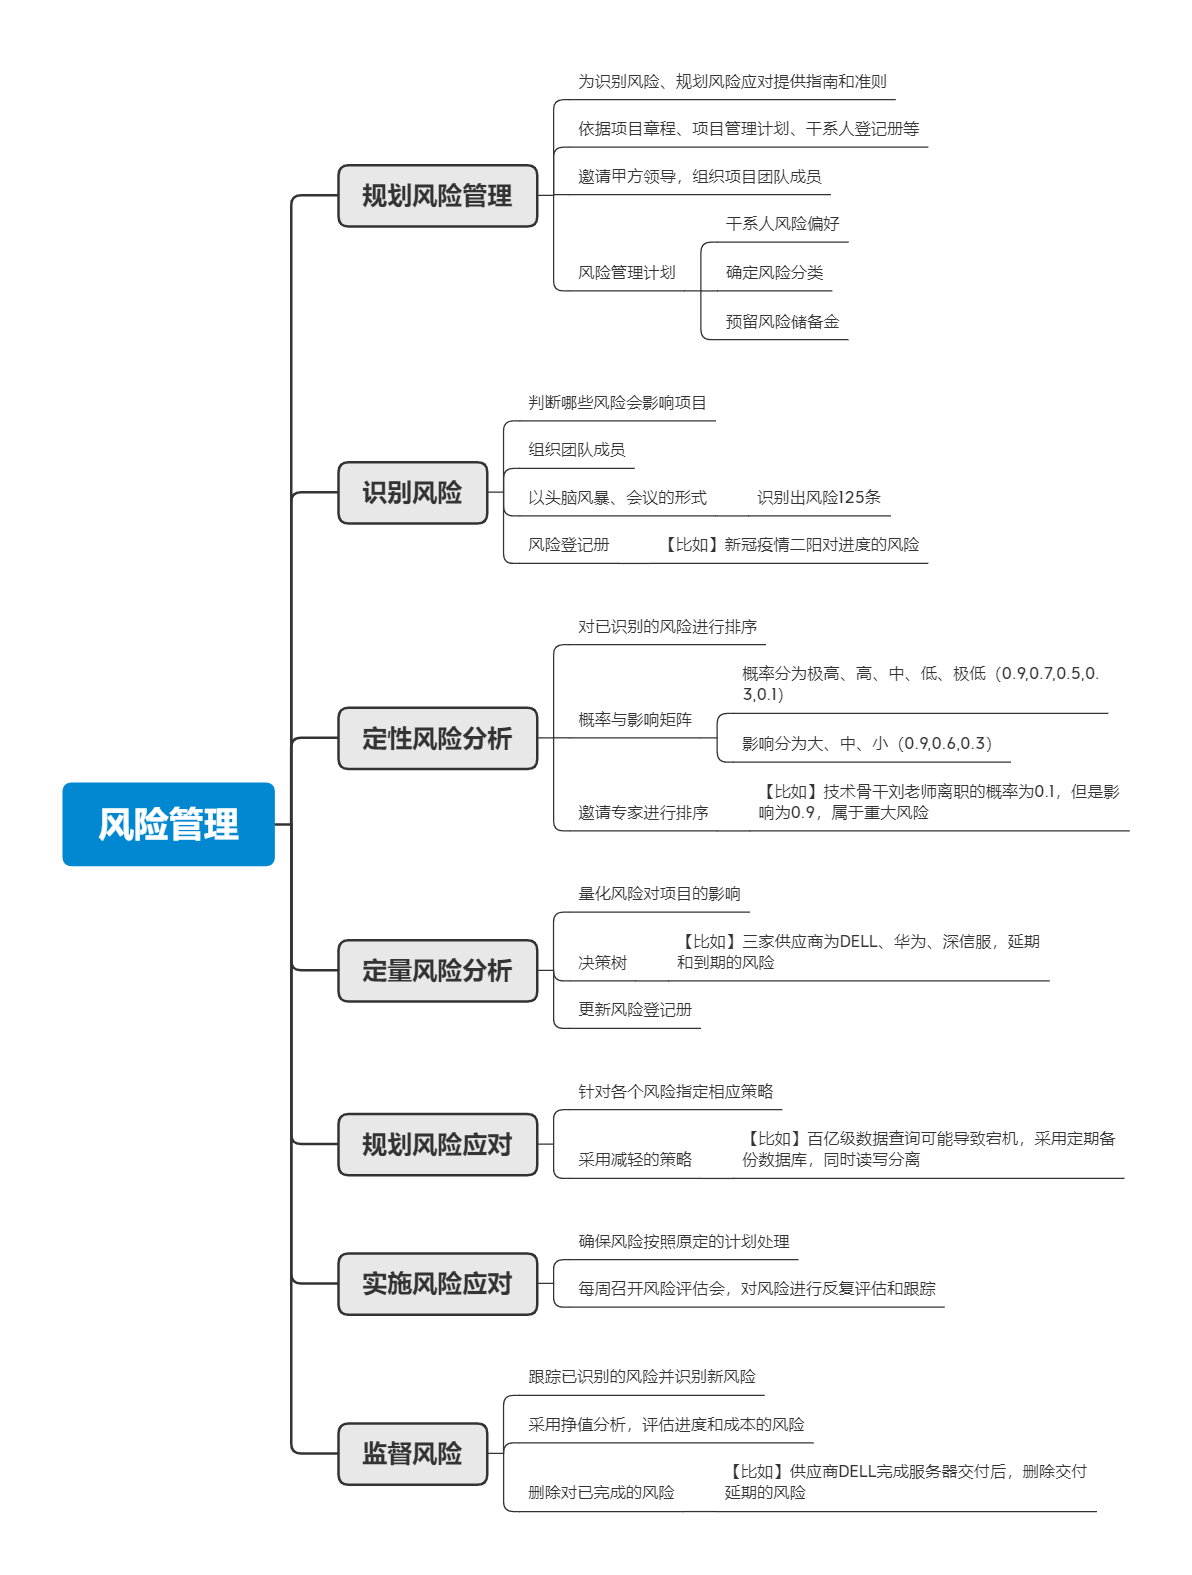 风险管理
规划风险管理
为识别风险、规划风险应对提供指南和准则
依据项目章程、项目管理计划、干系人登记册等
邀请甲方领导，组织项目团队成员
风险管理计划
干系人风险偏好
确定风险分类
预留风险储备金
识别风险
判断哪些风险会影响项目
组织团队成员
以头脑风暴、会议的形式
识别出风险125条
风险登记册
【比如】新冠疫情二阳对进度的风险
定性风险分析
对已识别的风险进行排序
概率与影响矩阵
概率分为极高、高、中、低、极低（0.9,0.7,0.5,0.
3,0.1）
影响分为大、中、小（0.9,0.6,0.3）
邀请专家进行排序
【比如】技术骨干刘老师离职的概率为0.1，但是影
响为0.9，属于重大风险
定量风险分析
量化风险对项目的影响
决策树
【比如】三家供应商为DELL、华为、深信服，延期
和到期的风险
更新风险登记册
规划风险应对
针对各个风险指定相应策略
采用减轻的策略
【比如】百亿级数据查询可能导致宕机，采用定期备
份数据库，同时读写分离
实施风险应对
确保风险按照原定的计划处理
每周召开风险评估会，对风险进行反复评估和跟踪
监督风险
跟踪已识别的风险并识别新风险
采用挣值分析，评估进度和成本的风险
删除对已完成的风险
【比如】供应商DELL完成服务器交付后，删除交付
延期的风险